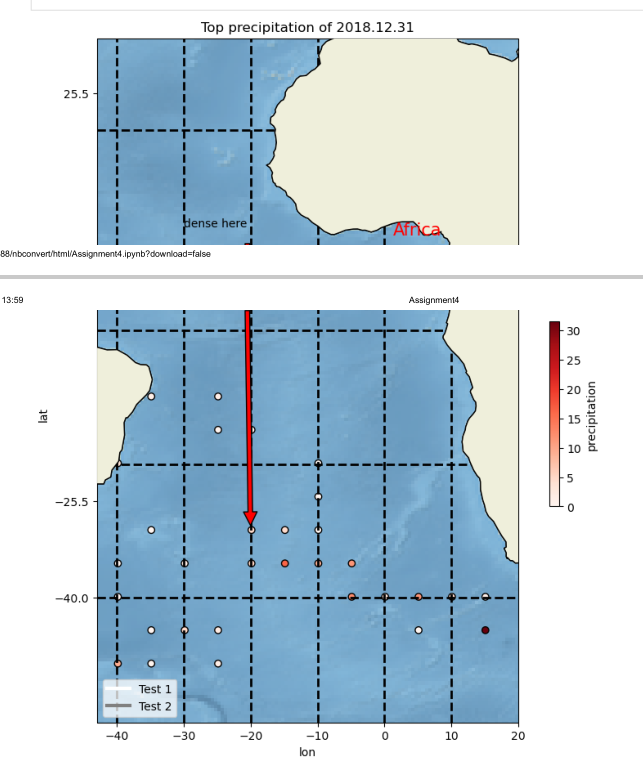 Top precipitation of 2018.12.31
25.5
dense here
Africa
88/nbconvert/html/Assignment4.ipynb?download=false
13:59
Assignment4
30
25
20
15
10
5
0
precipitation
lat
−25.5
−40.0
Test 1
Test 2
−40
−30
−20
−10
0
10
20
lon